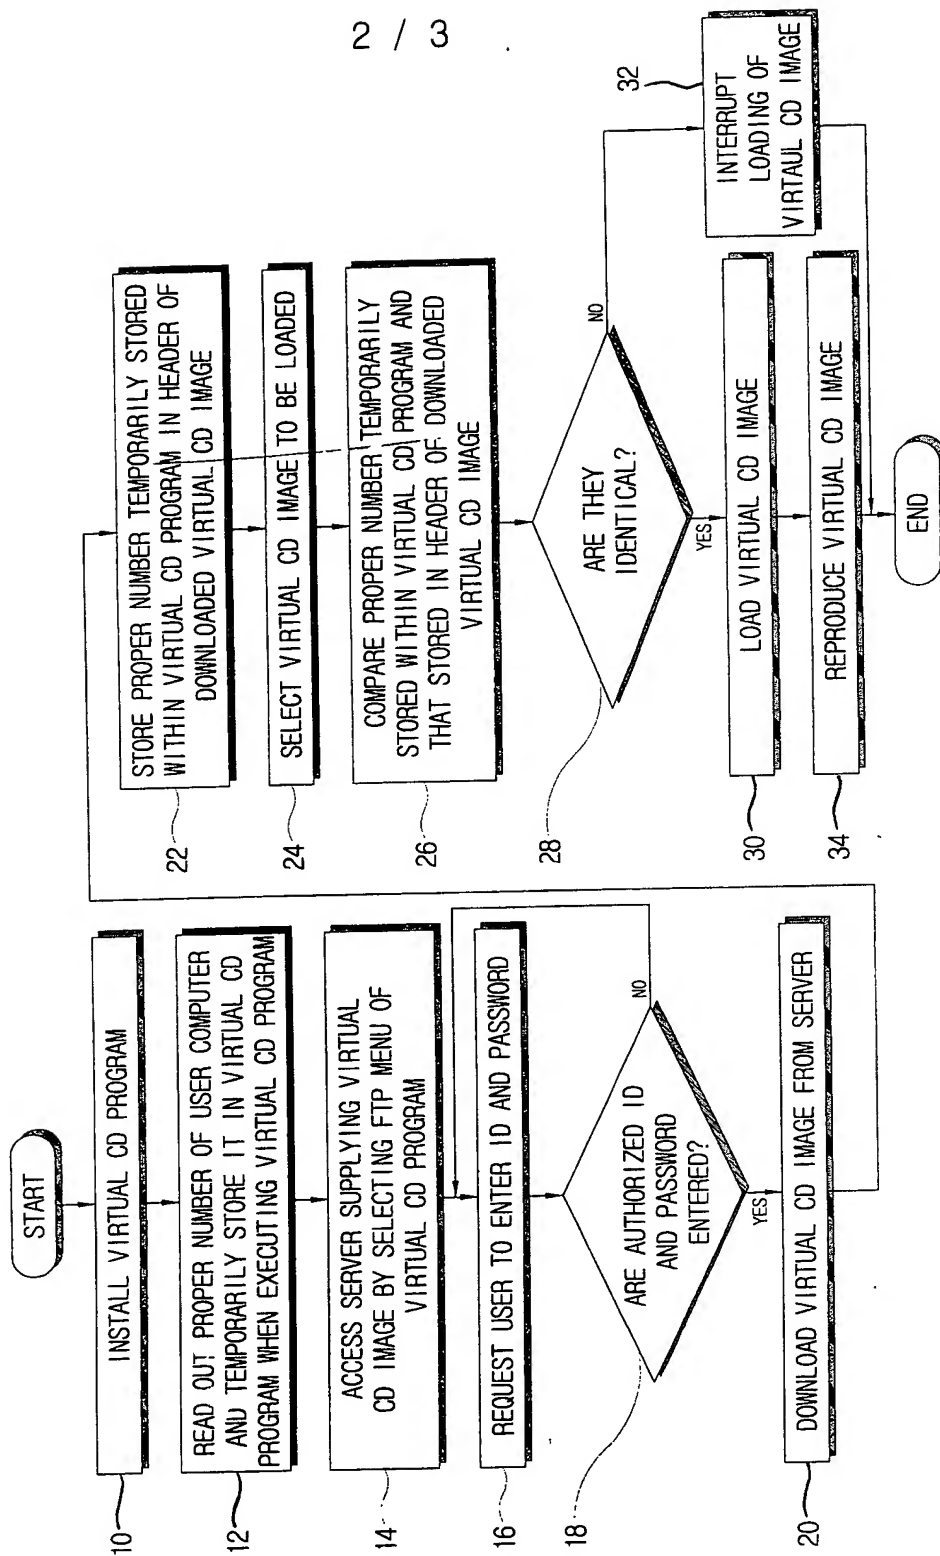 2 / 3
START
INSTALL VIRTUAL CD PROGRAM
10
READ OUT PROPER NUMBER OF USER COMPUTER
AND TEMPORARILY STORE IT IN VIRTUAL CD
PROGRAM WHEN EXECUTING VIRTUAL CD PROGRAM
12
ACCESS SERVER SUPPLYING VIRTUAL
CD IMAGE BY SELECTING FTP MENU OF
VIRTUAL CD PROGRAM
14
REQUEST USER TO ENTER ID AND PASSWORD
16
ARE AUTHORIZED ID
AND PASSWORD
ENTERED?
18
NO
YES
DOWNLOAD VIRTUAL CD IMAGE FROM SERVER
20
STORE PROPER NUMBER TEMPORARILY STORED
WITHIN VIRTUAL CD PROGRAM IN HEADER OF
DOWNLOADED VIRTUAL CD IMAGE
22
SELECT VIRTUAL CD IMAGE TO BE LOADED
24
COMPARE PROPER NUMBER TEMPORARILY
STORED WITHIN VIRTUAL CD PROGRAM AND
THAT STORED IN HEADER OF DOWNLOADED
VIRTUAL CD IMAGE
26
ARE THEY
IDENTICAL?
28
NO
YES
LOAD VIRTUAL CD IMAGE
30
INTERRUPT
LOADING OF
VIRTAUL CD IMAGE
32
REPRODUCE VIRTUAL CD IMAGE
34
END